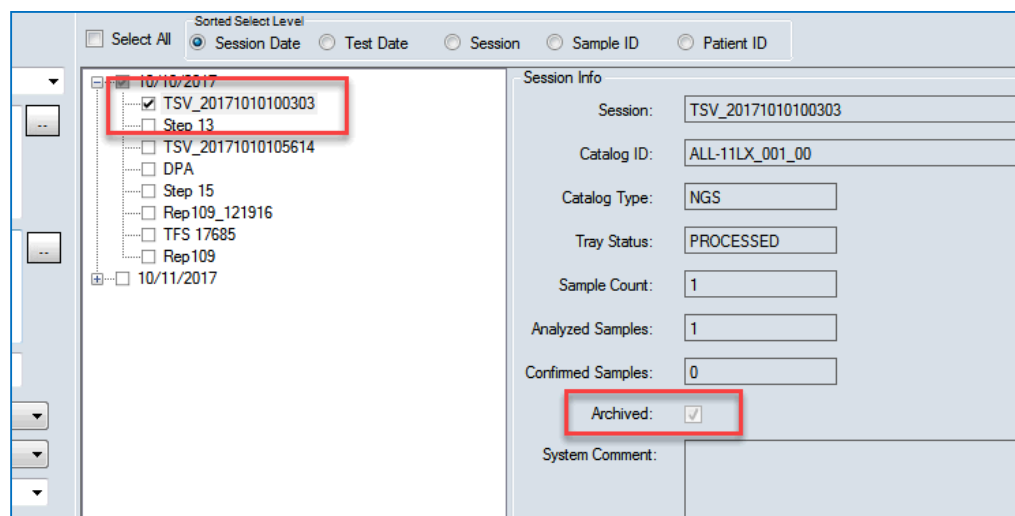 Sorted Select Level
Select All Session Date Test Date Session Sample ID Patient ID
10/10/2017
TSV_20171010100303
Step 13
TSV_20171010105614
DPA
Step 15
Rep109_121916
TFS 17685
Rep109
10/11/2017
..
..
Session Info
Session: TSV_20171010100303
Catalog ID: ALL-11LX_001_00
Catalog Type: NGS
Tray Status: PROCESSED
Sample Count: 1
Analyzed Samples: 1
Confirmed Samples: 0
Archived:
System Comment: